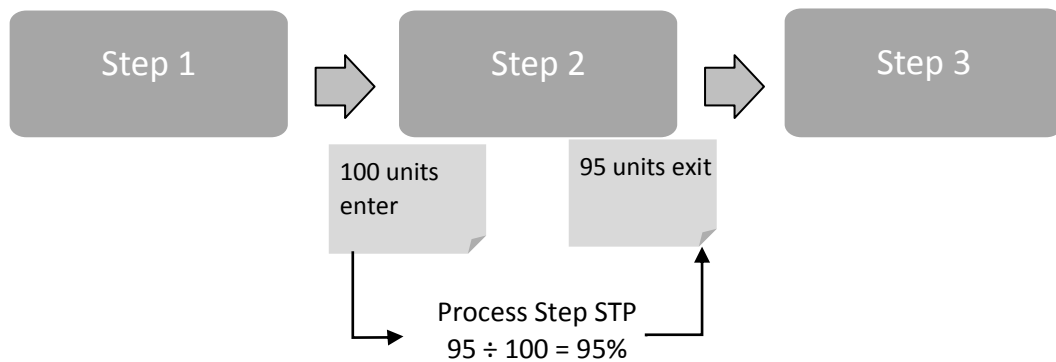 Step 1
Step 2
Step 3
100 units
enter
95 units exit
Process Step STP
95 ÷ 100 = 95%